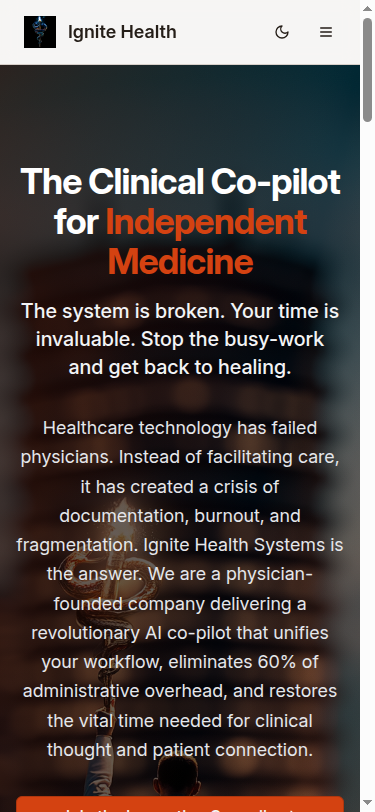 Ignite Health
The Clinical Co-pilot
for Independent
Medicine
The system is broken. Your time is
invaluable. Stop the busy-work
and get back to healing.
Healthcare technology has failed
physicians. Instead of facilitating care,
it has created a crisis of
documentation, burnout, and
fragmentation. Ignite Health Systems is
the answer. We are a physician-
founded company delivering a
revolutionary AI co-pilot that unifies
your workflow, eliminates 60% of
administrative overhead, and restores
the vital time needed for clinical
thought and patient connection.